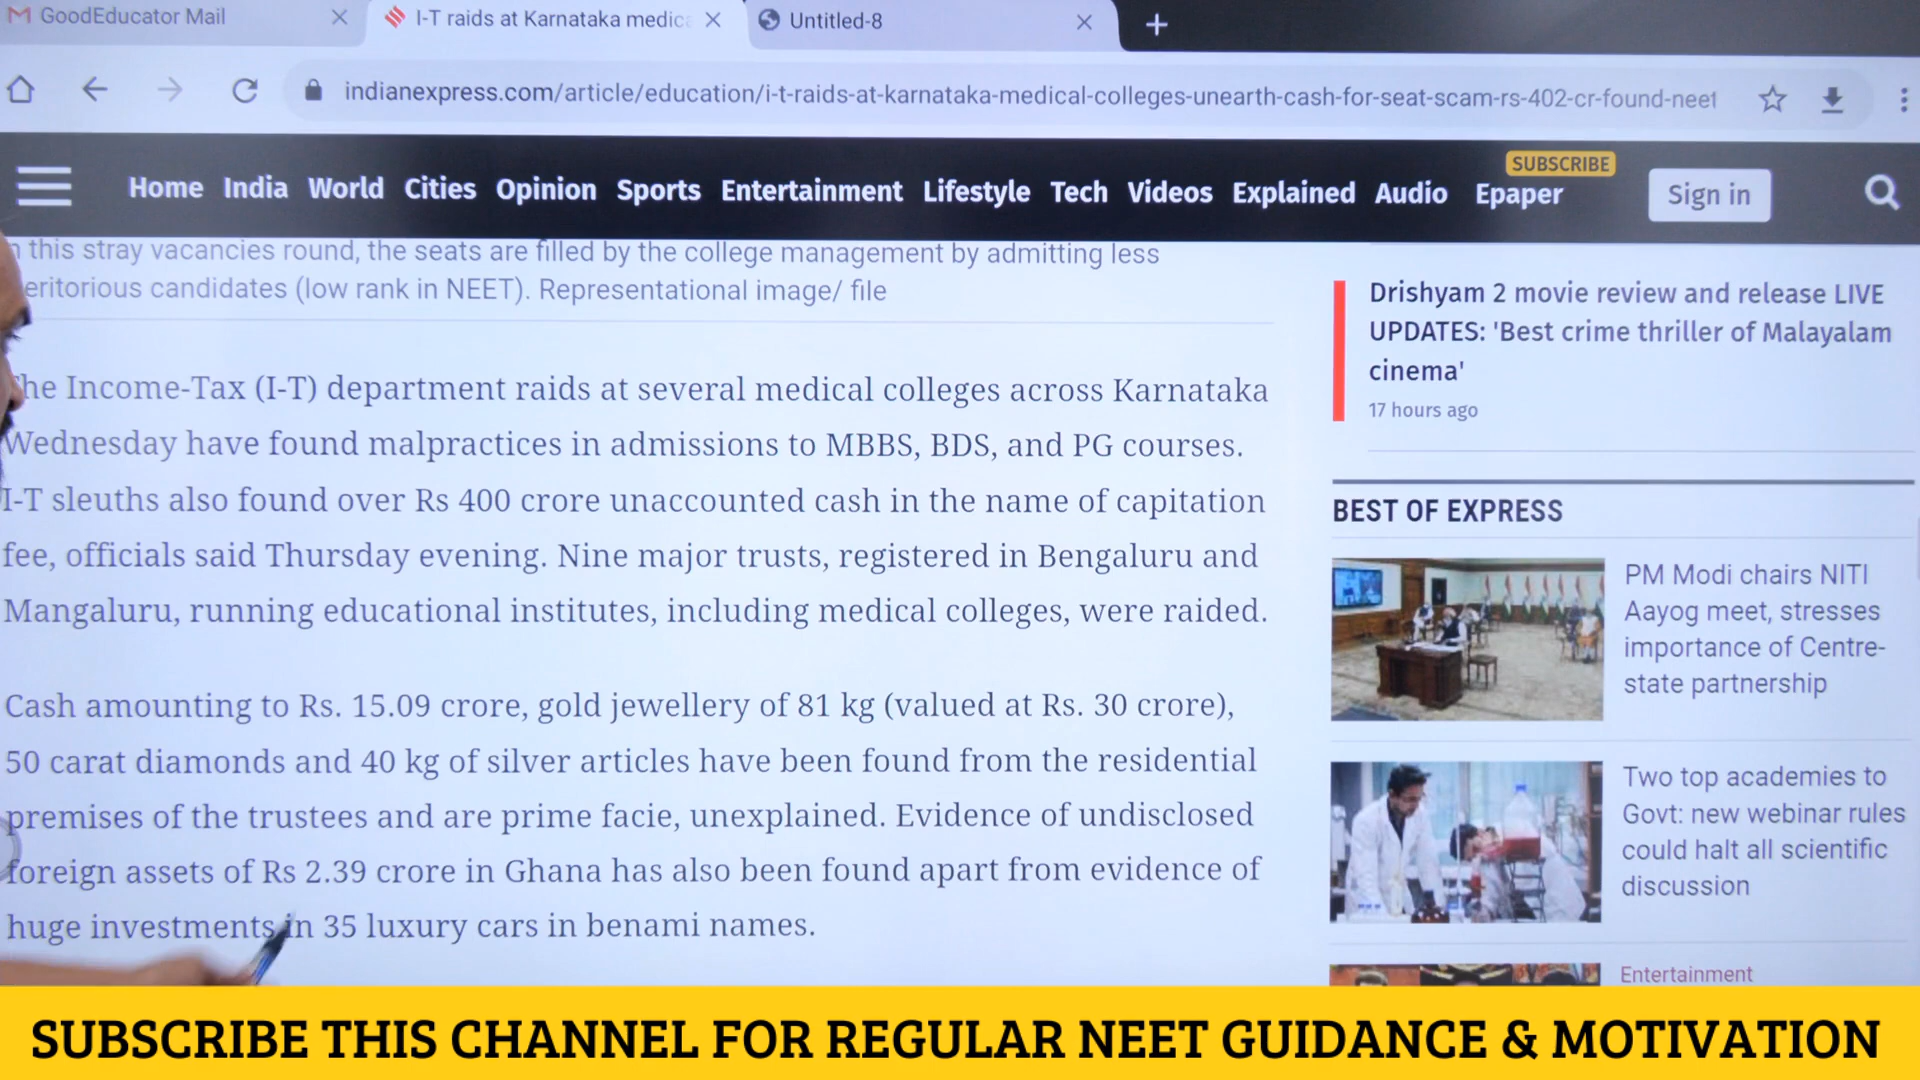 GoodEducator Mail
I-T raids at Karnataka medic
Untitled-8
indianexpress.com/article/education/i-t-raids-at-karnataka-medical-colleges-unearth-cash-for-seat-scam-rs-402-cr-found-neet
SUBSCRIBE
Home India World Cities Opinion Sports Entertainment Lifestyle Tech Videos Explained Audio Epaper Sign in
this stray vacancies round, the seats are filled by the college management by admitting less
eritorious candidates (low rank in NEET). Representational image/ file
he Income-Tax (I-T) department raids at several medical colleges across Karnataka
Wednesday have found malpractices in admissions to MBBS, BDS, and PG courses.
I-T sleuths also found over Rs 400 crore unaccounted cash in the name of capitation
fee, officials said Thursday evening. Nine major trusts, registered in Bengaluru and
Mangaluru, running educational institutes, including medical colleges, were raided.
Cash amounting to Rs. 15.09 crore, gold jewellery of 81 kg (valued at Rs. 30 crore),
50 carat diamonds and 40 kg of silver articles have been found from the residential
premises of the trustees and are prime facie, unexplained. Evidence of undisclosed
foreign assets of Rs 2.39 crore in Ghana has also been found apart from evidence of
huge investments in 35 luxury cars in benami names.
Drishyam 2 movie review and release LIVE
UPDATES: 'Best crime thriller of Malayalam
cinema'
17 hours ago
BEST OF EXPRESS
PM Modi chairs NITI
Aayog meet, stresses
importance of Centre-
state partnership
Two top academies to
Govt: new webinar rules
could halt all scientific
discussion
Entertainment
SUBSCRIBE THIS CHANNEL FOR REGULAR NEET GUIDANCE & MOTIVATION